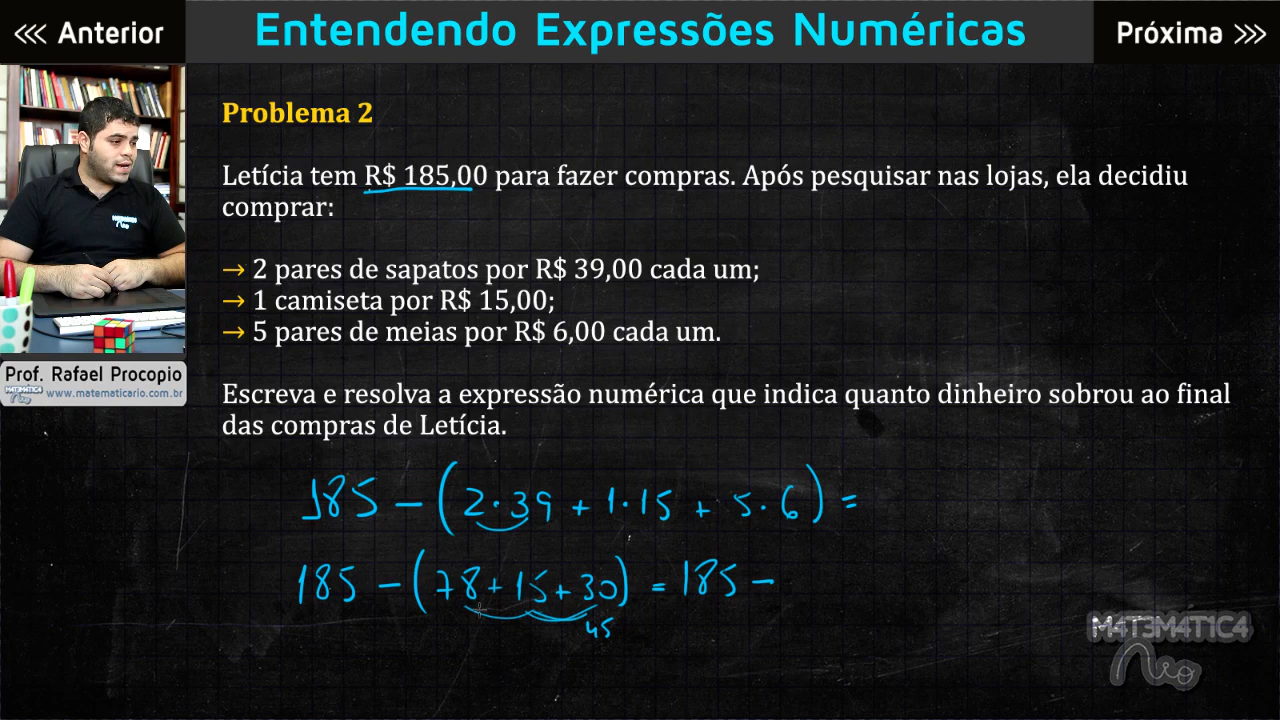 <<< Anterior
Entendendo Expressões Numéricas
Próxima >>>
Problema 2
Letícia tem R$ 185,00 para fazer compras. Após pesquisar nas lojas, ela decidiu
comprar:
→ 2 pares de sapatos por R$ 39,00 cada um;
→ 1 camiseta por R$ 15,00;
→ 5 pares de meias por R$ 6,00 cada um.
Prof. Rafael Procopio
MATEMÁTICA
Rio
www.matematicario.com.br
Escreva e resolva a expressão numérica que indica quanto dinheiro sobrou ao final
das compras de Letícia.
185 - (2·39 + 1·15 + 5·6) =
185 - (78 + 15 + 30) = 185 -
45
M4T3M4T1C4
Rio